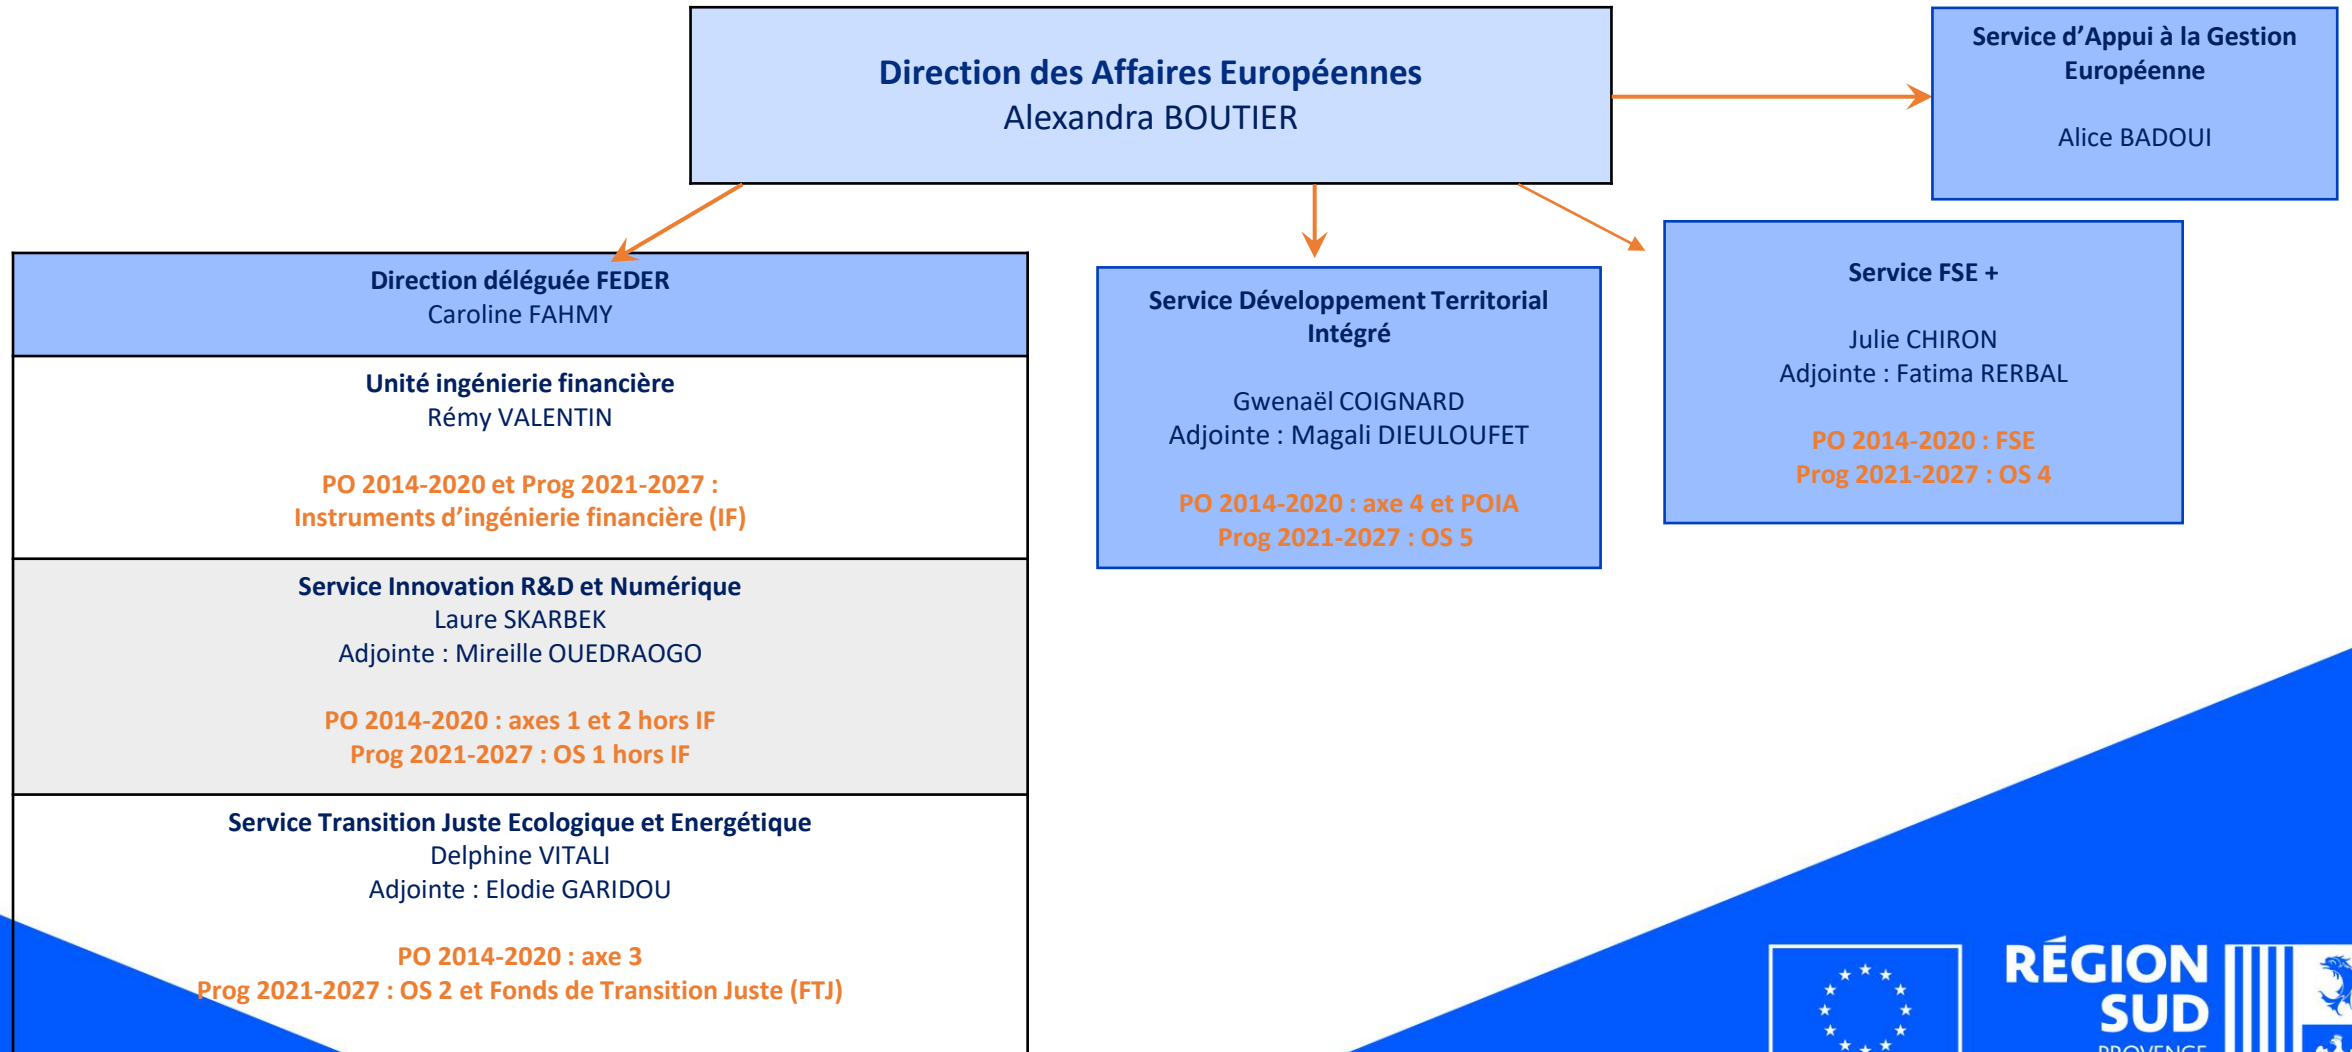 Direction des Affaires Européennes
Alexandra BOUTIER
Service d’Appui à la Gestion
Européenne
Alice BADOUI
Direction déléguée FEDER
Caroline FAHMY
Unité ingénierie financière
Rémy VALENTIN
PO 2014-2020 et Prog 2021-2027 :
Instruments d’ingénierie financière (IF)
Service Innovation R&D et Numérique
Laure SKARBEK
Adjointe : Mireille OUEDRAOGO
PO 2014-2020 : axes 1 et 2 hors IF
Prog 2021-2027 : OS 1 hors IF
Service Transition Juste Ecologique et Energétique
Delphine VITALI
Adjointe : Elodie GARIDOU
PO 2014-2020 : axe 3
Prog 2021-2027 : OS 2 et Fonds de Transition Juste (FTJ)
Service Développement Territorial
Intégré
Gwenaël COIGNARD
Adjointe : Magali DIEULOUFET
PO 2014-2020 : axe 4 et POIA
Prog 2021-2027 : OS 5
Service FSE +
Julie CHIRON
Adjointe : Fatima RERBAL
PO 2014-2020 : FSE
Prog 2021-2027 : OS 4
RÉGION
SUD
PROVENCE